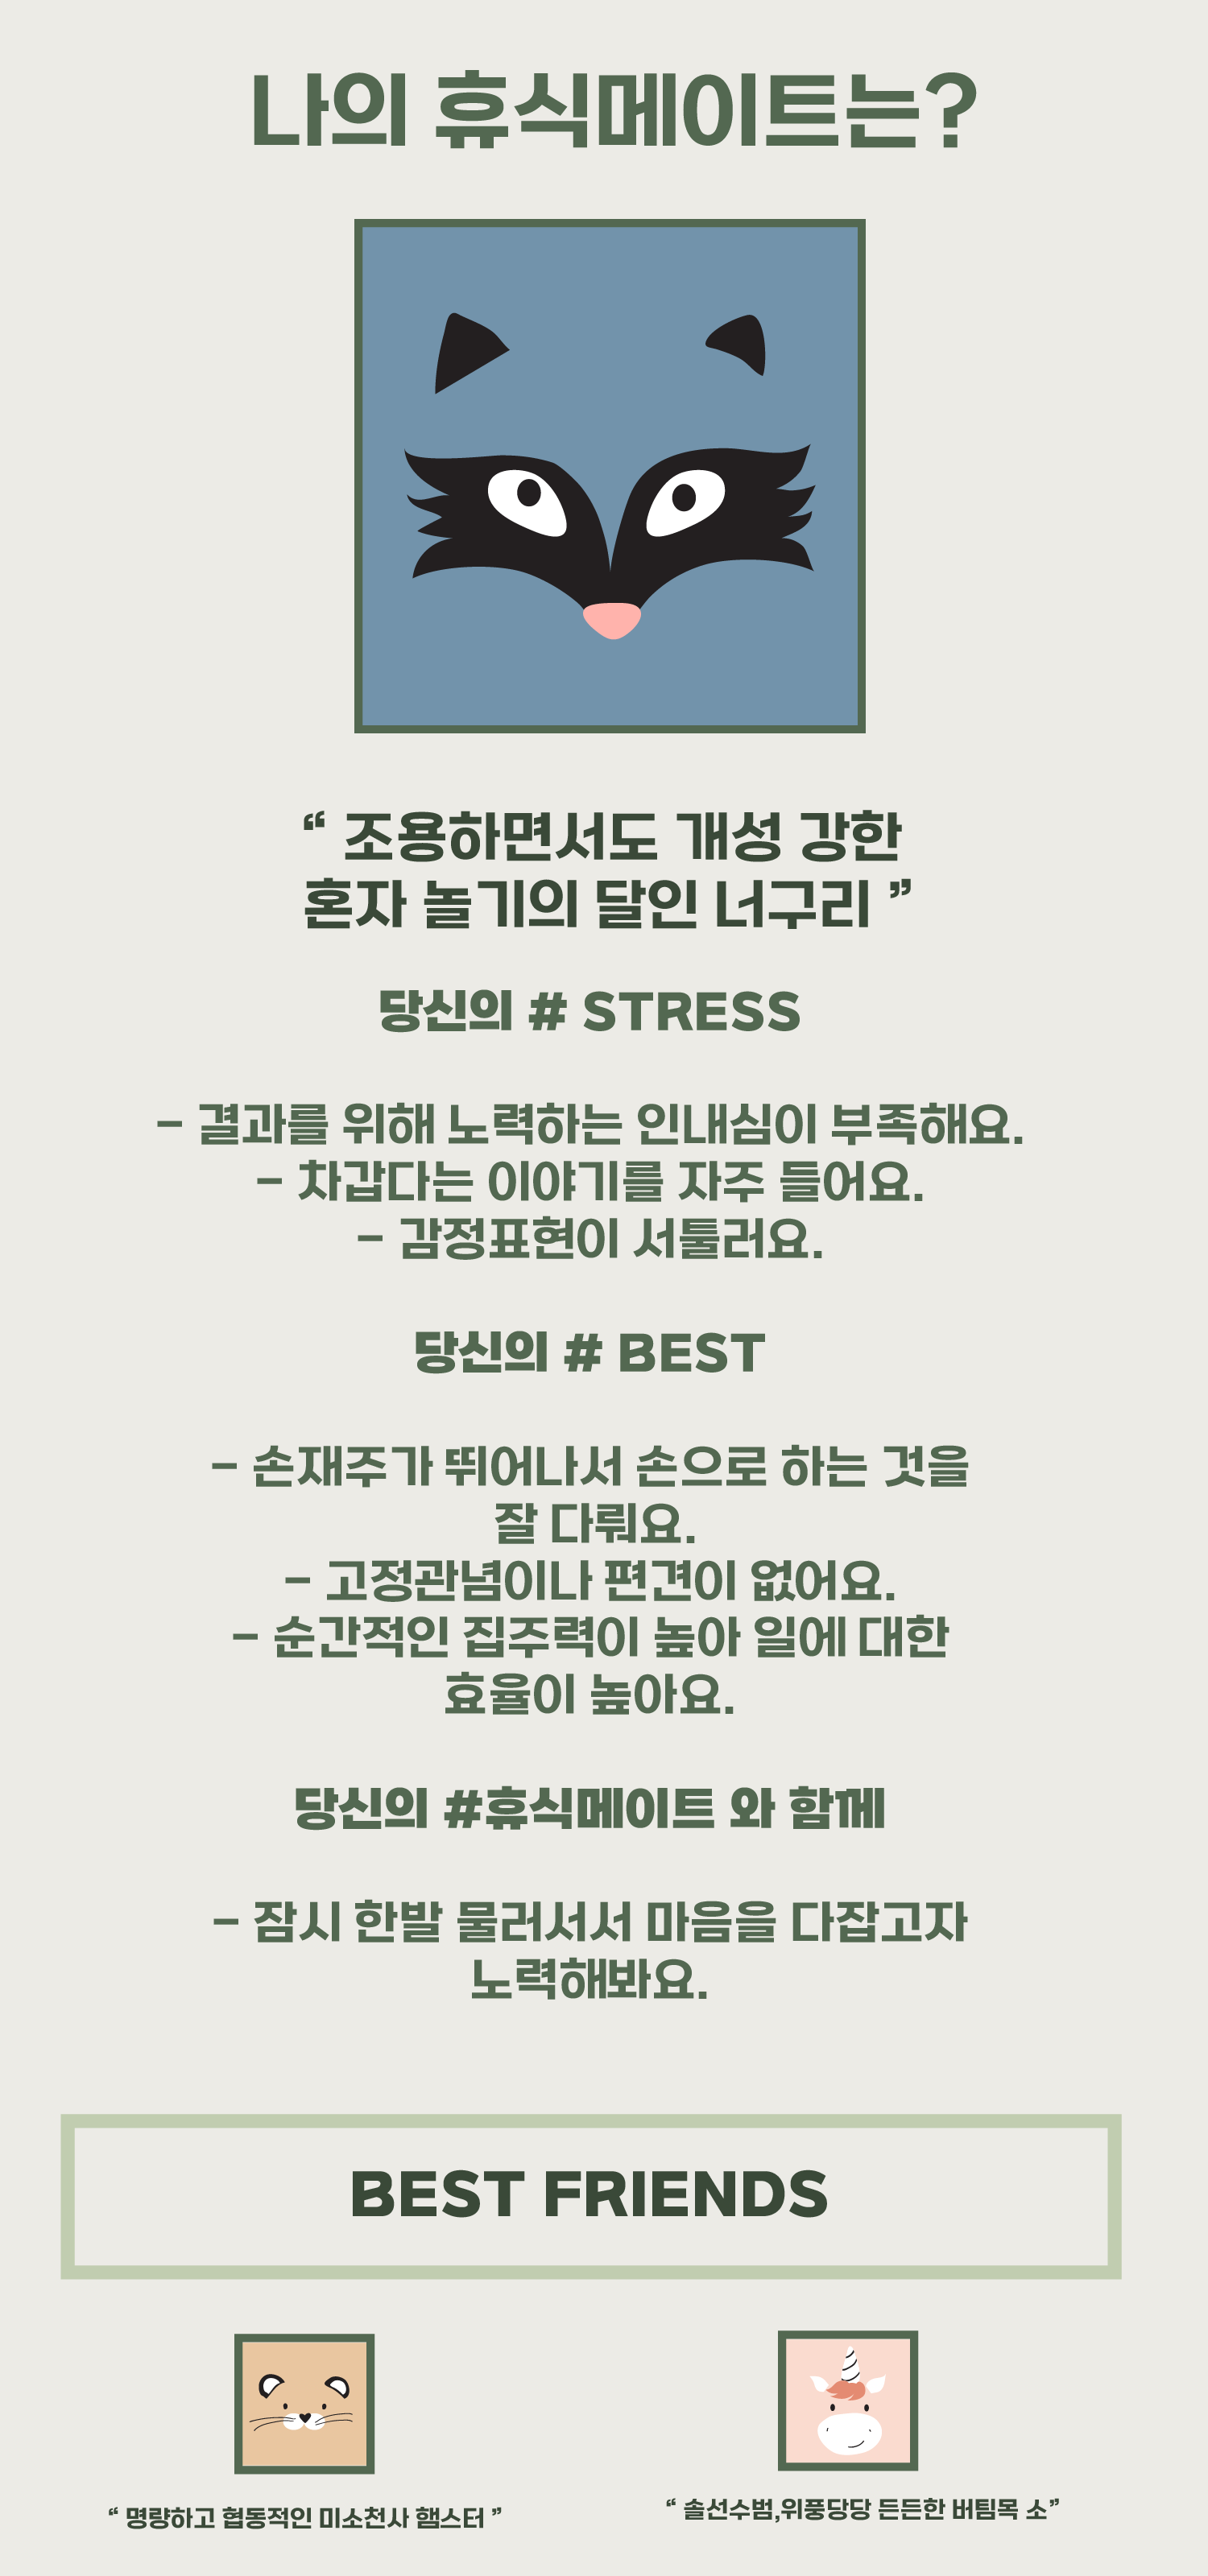 나의 휴식메이트는?
“ 조용하면서도 개성 강한
혼자 놀기의 달인 너구리 ”
당신의 # STRESS
– 결과를 위해 노력하는 인내심이 부족해요.
– 차갑다는 이야기를 자주 들어요.
– 감정표현이 서툴러요.
당신의 # BEST
– 손재주가 뛰어나서 손으로 하는 것을
잘 다뤄요.
– 고정관념이나 편견이 없어요.
– 순간적인 집주력이 높아 일에 대한
효율이 높아요.
당신의 #휴식메이트 와 함께
– 잠시 한발 물러서서 마음을 다잡고자
노력해봐요.
BEST FRIENDS
“ 명량하고 협동적인 미소천사 햄스터 ”
“ 솔선수범,위풍당당 든든한 버팀목 소”